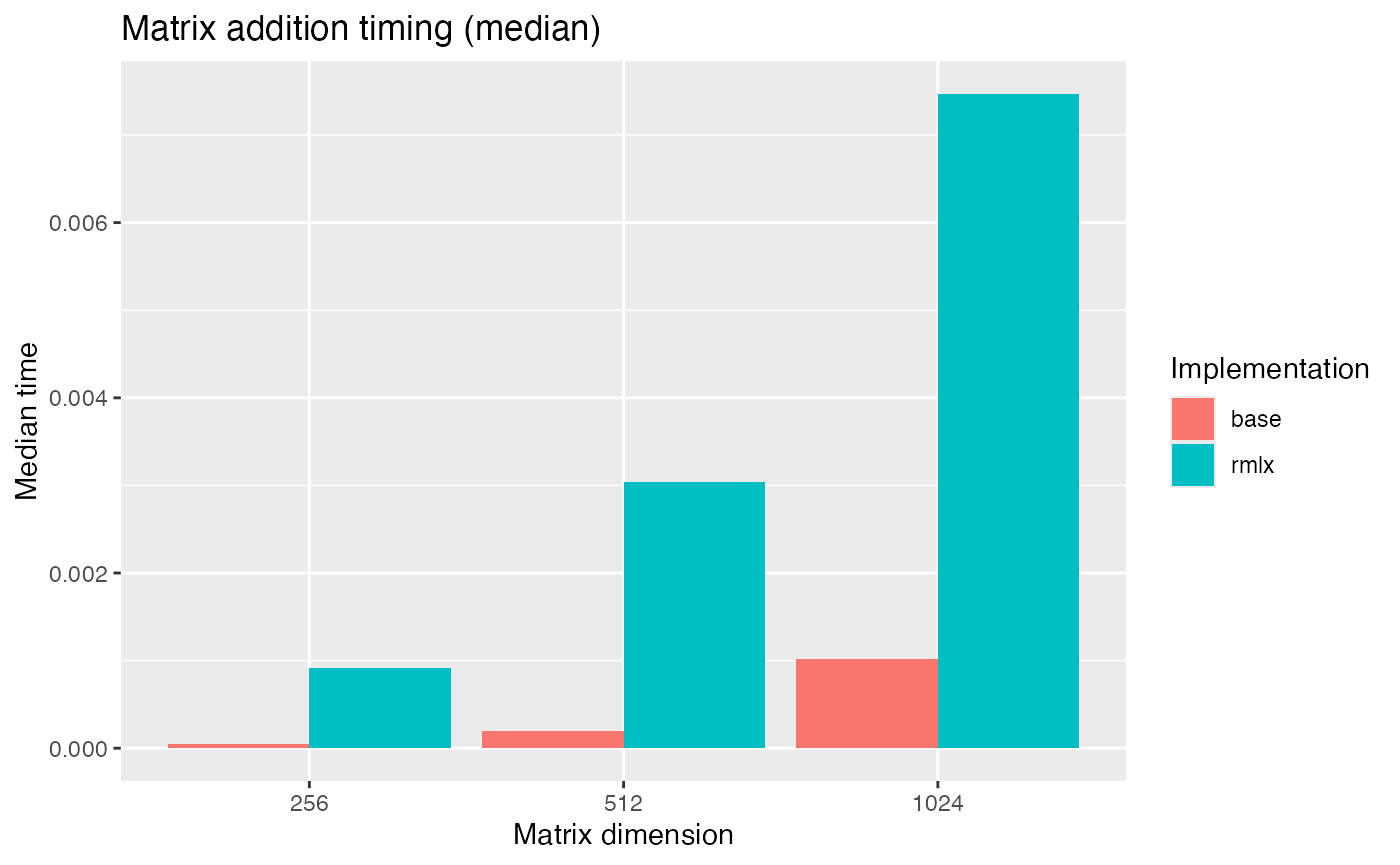 Matrix addition timing (median)
Median time
0.006
0.004
0.002
0.000
256
512
1024
Matrix dimension
Implementation
base
rmlx